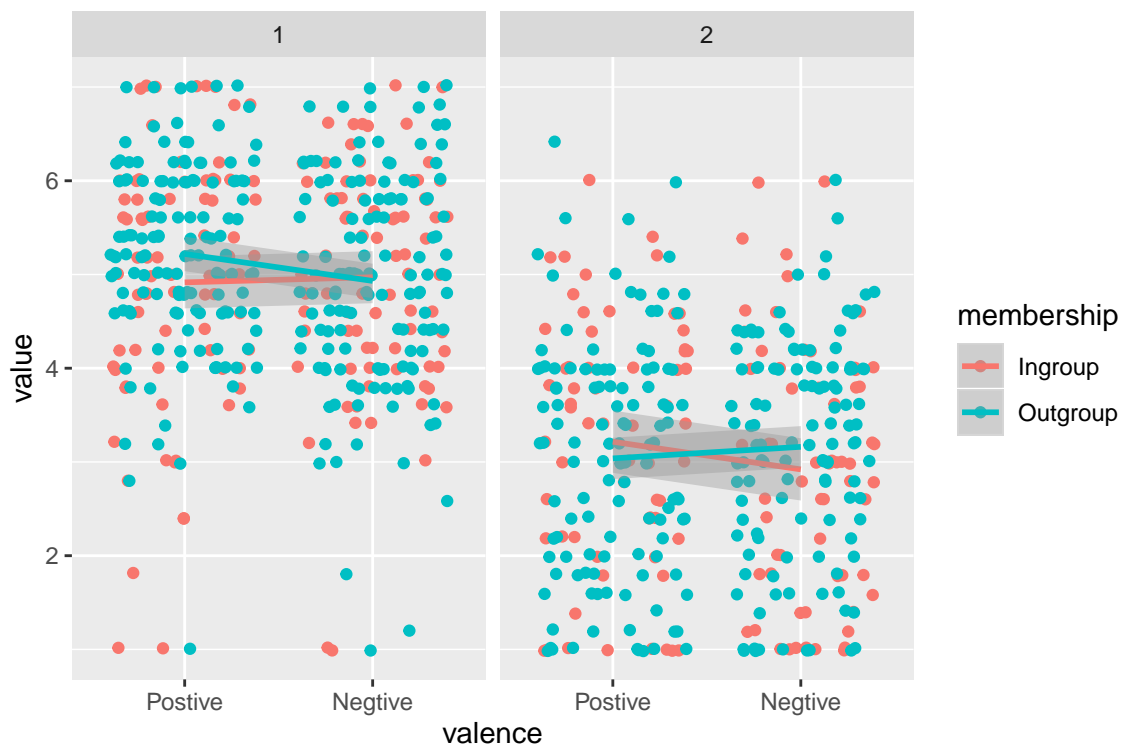 1
2
6
4
2
value
Postive
Negtive
Postive
Negtive
valence
membership
Ingroup
Outgroup